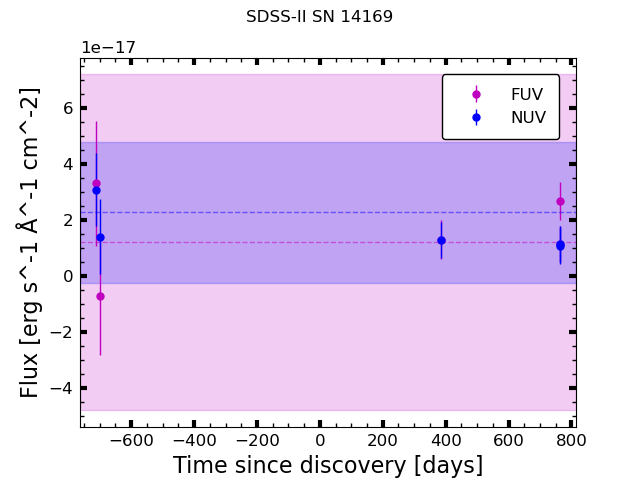 SDSS-II SN 14169
1e−17
FUV
NUV
6
4
2
0
−2
−4
Flux [erg s^-1 Å^-1 cm^-2]
−600 −400 −200 0 200 400 600 800
Time since discovery [days]